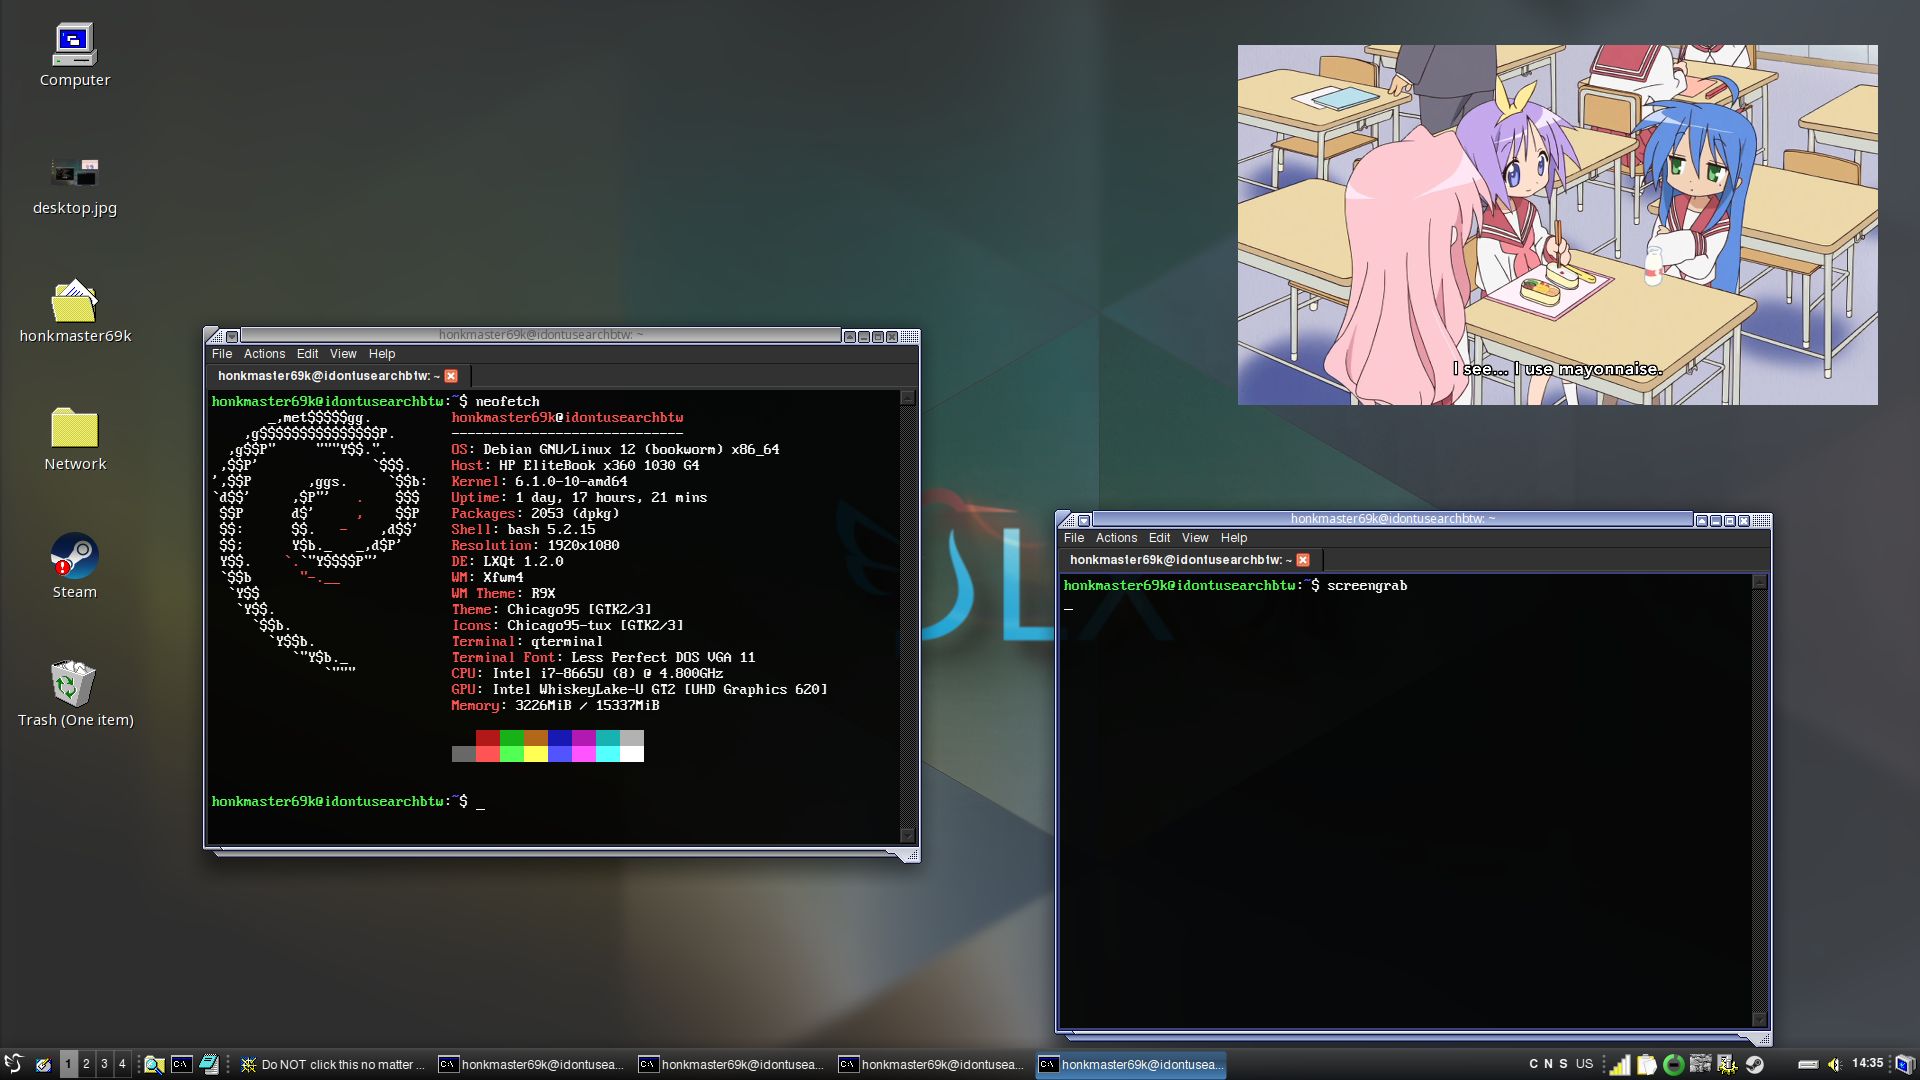 Computer
desktop.jpg
honkmaster69k
Network
Steam
Trash (One item)
I see... I use mayonnaise.
honkmaster69k@idontusearchbtw: ~
File Actions Edit View Help
honkmaster69k@idontusearchbtw: ~
honkmaster69k@idontusearchbtw:~$ neofetch
_,met$$$$$gg.
,g$$$$$$$$$$$$$$$P.
,g$$P"     """Y$$.".
,$$P'              `$$$.
',$$P       ,ggs.     `$$b:
`d$$'     ,$P"'   .    $$$
$$P      d$'     ,    $$P
$$:      $$.   -    ,d$$'
$$;      Y$b._   _,d$P'
Y$$.    `.`"Y$$$$P"'
`$$b      "-.__
`Y$$
`Y$$.
`$$b.
`Y$$b.
`"Y$b._
`"""
honkmaster69k@idontusearchbtw
-----------------------------
OS: Debian GNU/Linux 12 (bookworm) x86_64
Host: HP EliteBook x360 1030 G4
Kernel: 6.1.0-10-amd64
Uptime: 1 day, 17 hours, 21 mins
Packages: 2053 (dpkg)
Shell: bash 5.2.15
Resolution: 1920x1080
DE: LXQt 1.2.0
WM: Xfwm4
WM Theme: R9X
Theme: Chicago95 [GTK2/3]
Icons: Chicago95-tux [GTK2/3]
Terminal: qterminal
Terminal Font: Less Perfect DOS VGA 11
CPU: Intel i7-8665U (8) @ 4.800GHz
GPU: Intel WhiskeyLake-U GT2 [UHD Graphics 620]
Memory: 3226MiB / 15337MiB
honkmaster69k@idontusearchbtw:~$ _
honkmaster69k@idontusearchbtw: ~
File Actions Edit View Help
honkmaster69k@idontusearchbtw: ~
honkmaster69k@idontusearchbtw:~$ screengrab
_
1 2 3 4 C:\ Do NOT click this no matter ... honkmaster69k@idontusea... honkmaster69k@idontusea... honkmaster69k@idontusea... honkmaster69k@idontusea... C N S US 14:35